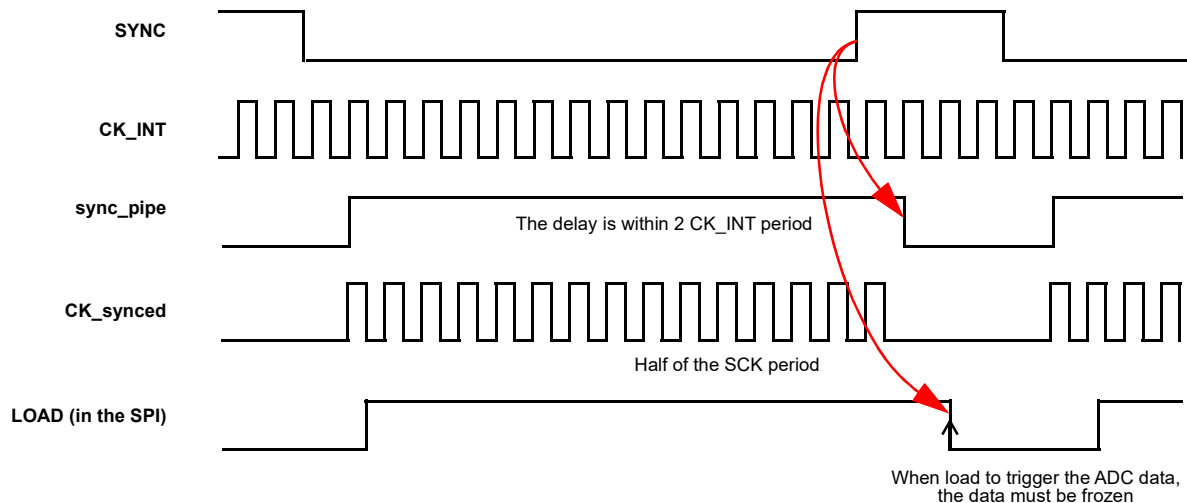 SYNC
CK_INT
sync_pipe
The delay is within 2 CK_INT period
CK_synced
Half of the SCK period
LOAD (in the SPI)
When load to trigger the ADC data,
the data must be frozen